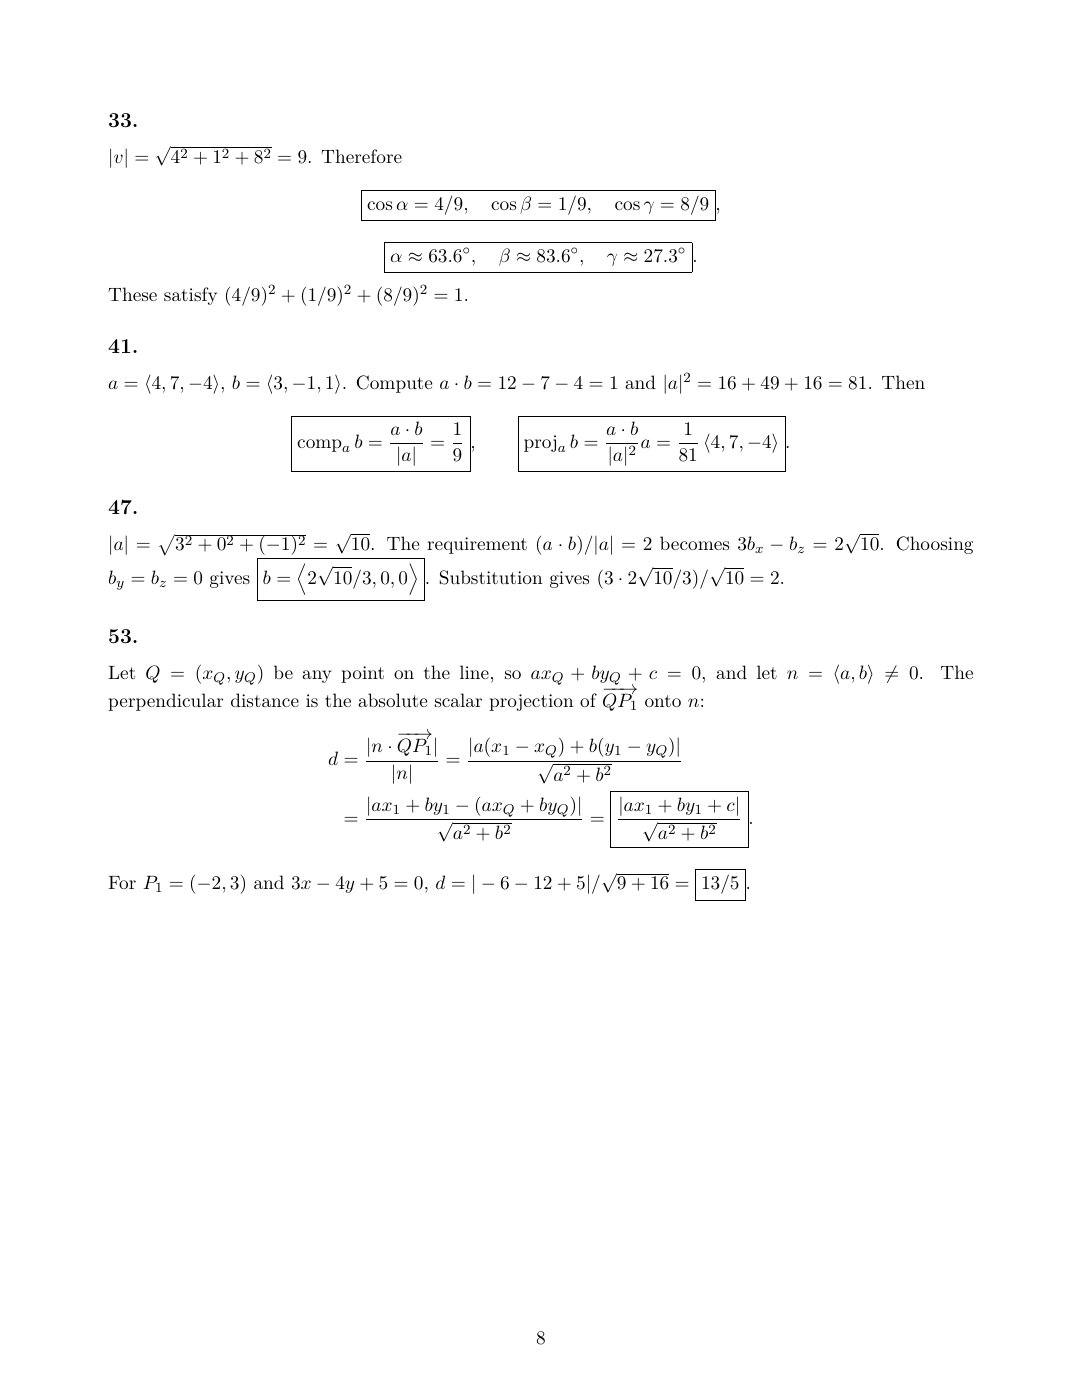 33.
|v| = √(4² + 1² + 8²) = 9. Therefore
cos α = 4/9, cos β = 1/9, cos γ = 8/9,
α ≈ 63.6°, β ≈ 83.6°, γ ≈ 27.3°.
These satisfy (4/9)² + (1/9)² + (8/9)² = 1.
41.
a = ⟨4, 7, −4⟩, b = ⟨3, −1, 1⟩. Compute a · b = 12 − 7 − 4 = 1 and |a|² = 16 + 49 + 16 = 81. Then
comp_a b = (a · b)/|a| = 1/9, proj_a b = (a · b)/|a|² a = 1/81 ⟨4, 7, −4⟩.
47.
|a| = √(3² + 0² + (−1)²) = √10. The requirement (a · b)/|a| = 2 becomes 3b_x − b_z = 2√10. Choosing
b_y = b_z = 0 gives b = ⟨2√10/3, 0, 0⟩. Substitution gives (3 · 2√10/3)/√10 = 2.
53.
Let Q = (x_Q, y_Q) be any point on the line, so ax_Q + by_Q + c = 0, and let n = ⟨a, b⟩ ≠ 0. The
perpendicular distance is the absolute scalar projection of →QP₁ onto n:
d = |n · →QP₁|/|n| = |a(x₁ − x_Q) + b(y₁ − y_Q)|/√(a² + b²)
= |ax₁ + by₁ − (ax_Q + by_Q)|/√(a² + b²) = |ax₁ + by₁ + c|/√(a² + b²).
For P₁ = (−2, 3) and 3x − 4y + 5 = 0, d = | − 6 − 12 + 5|/√(9 + 16) = 13/5.
8